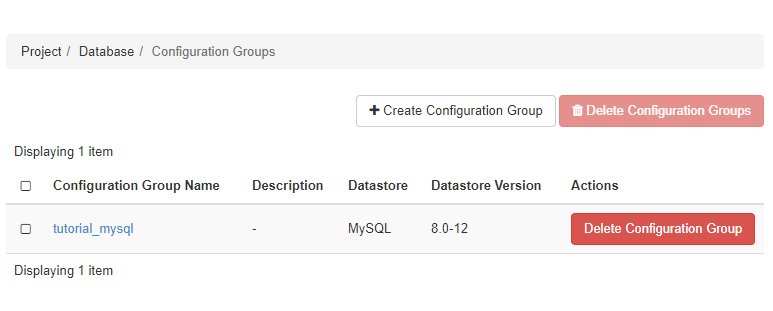 Project / Database / Configuration Groups
Create Configuration Group Delete Configuration Groups
Displaying 1 item
Configuration Group Name Description Datastore Datastore Version Actions
tutorial_mysql - MySQL 8.0-12 Delete Configuration Group
Displaying 1 item